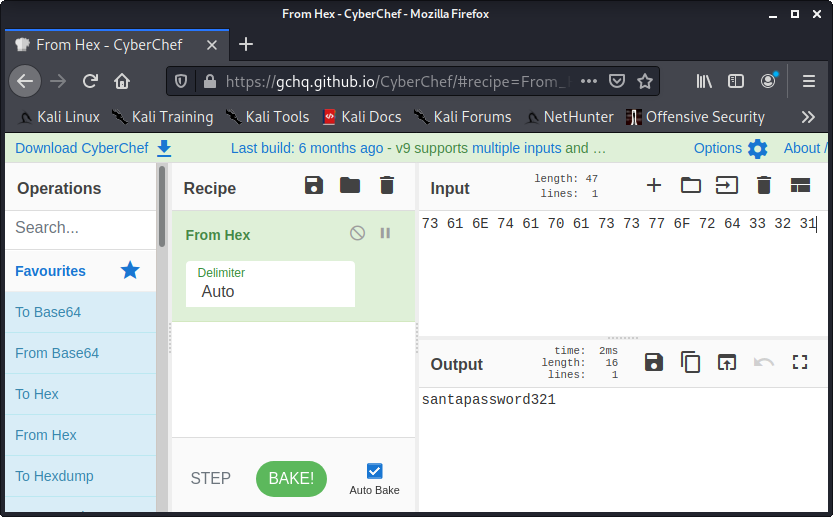 From Hex - CyberChef - Mozilla Firefox
From Hex - CyberChef
https://gchq.github.io/CyberChef/#recipe=From_
Kali Linux Kali Training Kali Tools Kali Docs Kali Forums NetHunter Offensive Security
Download CyberChef Last build: 6 months ago - v9 supports multiple inputs and … Options About /
Operations
Search...
Favourites
To Base64
From Base64
To Hex
From Hex
To Hexdump
Recipe
From Hex
Delimiter
Auto
STEP
BAKE!
Auto Bake
Input
length: 47
lines: 1
73 61 6E 74 61 70 61 73 73 77 6F 72 64 33 32 31
Output
time: 2ms
length: 16
lines: 1
santapassword321